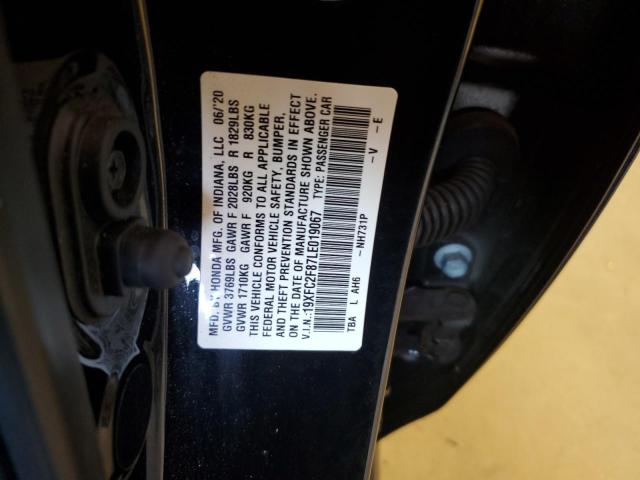 MFD. BY HONDA MFG. OF INDIANA, LLC 06/'20
GVWR 3769LBS GAWR F 2028LBS R 1829LBS
GVWR 1710KG GAWR F 920KG R 830KG
THIS VEHICLE CONFORMS TO ALL APPLICABLE
FEDERAL MOTOR VEHICLE SAFETY, BUMPER,
AND THEFT PREVENTION STANDARDS IN EFFECT
ON THE DATE OF MANUFACTURE SHOWN ABOVE.
V.I.N.:19XFC2F87LE019067 TYPE: PASSENGER CAR
TBA L AH6 -NH731P -V -E